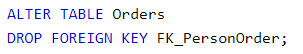 ALTER TABLE Orders
DROP FOREIGN KEY FK_PersonOrder;